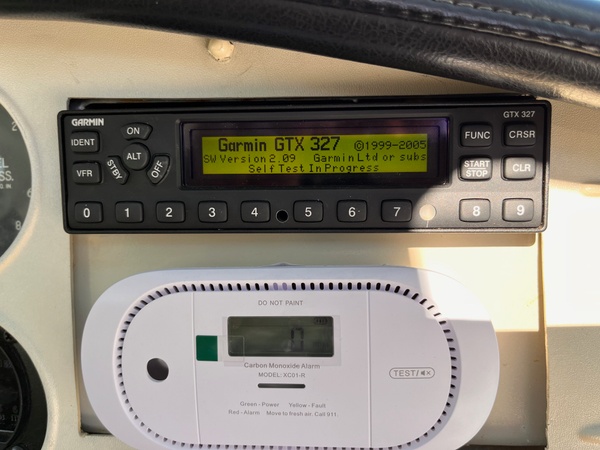 GARMIN
GTX 327
IDENT
ON
ALT
VFR
STBY
OFF
Garmin GTX 327 ©1999-2005
SW Version 2.09 Garmin Ltd or subs
Self Test In Progress
FUNC
CRSR
START
STOP
CLR
0 1 2 3 4 5 6 7 8 9
DO NOT PAINT
0
Carbon Monoxide Alarm
MODEL: XC01-R
TEST/
Green - Power Yellow - Fault
Red - Alarm Move to fresh air. Call 911